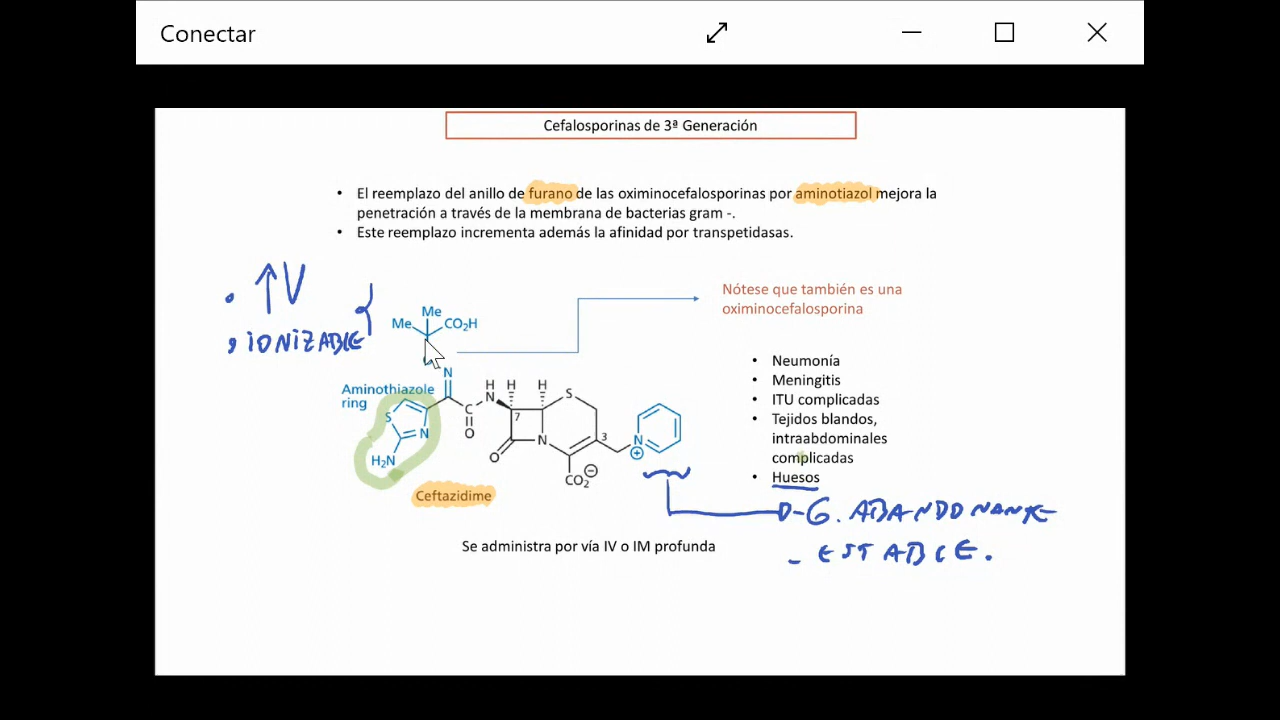 Conectar
Cefalosporinas de 3ª Generación
• El reemplazo del anillo de furano de las oximinocefalosporinas por aminotiazol mejora la
penetración a través de la membrana de bacterias gram -.
• Este reemplazo incrementa además la afinidad por transpetidasas.
• ↑V
• IONIZABLE
Nótese que también es una
oximinocefalosporina
Me
Me CO₂H
N
Aminothiazole
ring
H H H
N S
S C 7 3
N O N N
O ⊕
H₂N
CO₂ ⊖
Ceftazidime
• Neumonía
• Meningitis
• ITU complicadas
• Tejidos blandos,
intraabdominales
complicadas
• Huesos
- G. ABANDONANTE
- ESTABLE.
Se administra por vía IV o IM profunda